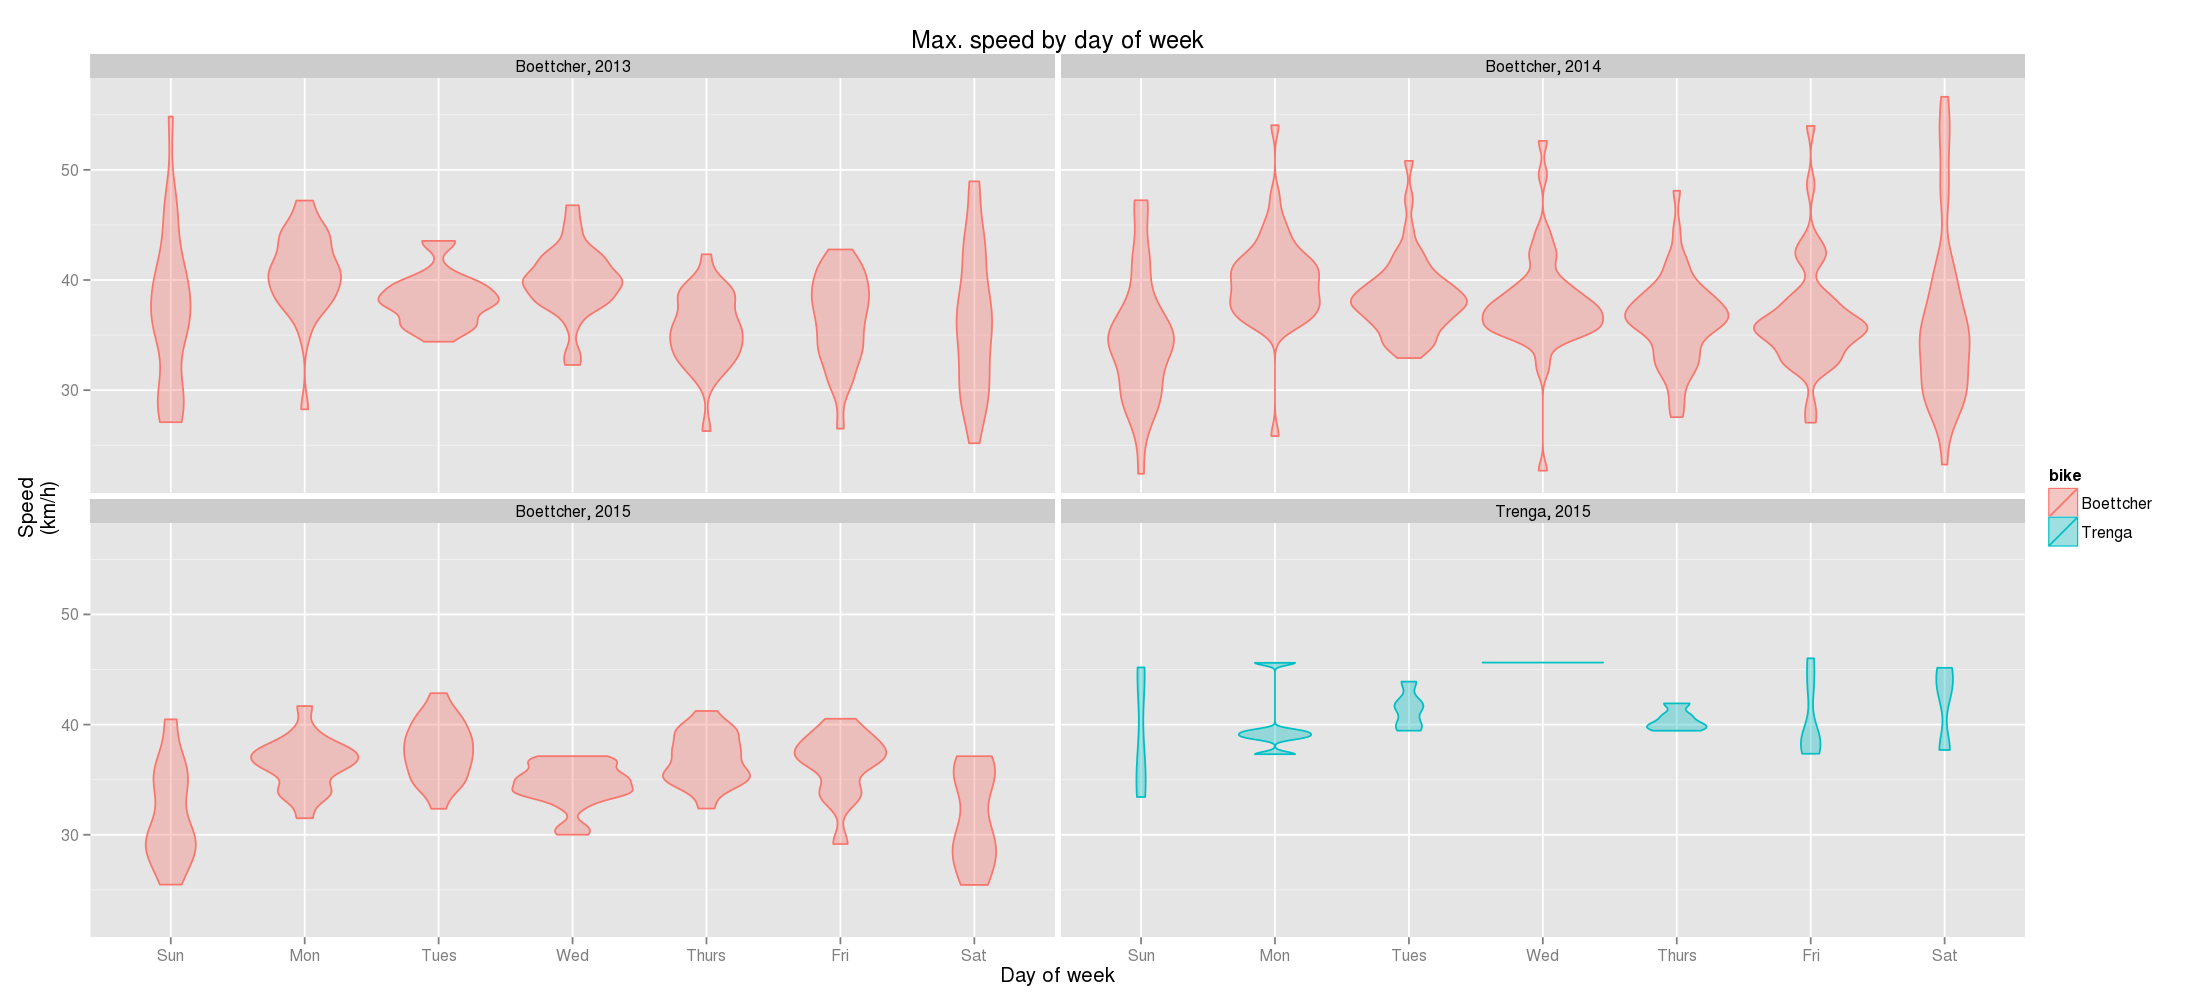 Max. speed by day of week
Boettcher, 2013
Boettcher, 2014
50
40
30
Speed
(km/h)
Boettcher, 2015
Trenga, 2015
50
40
30
Sun Mon Tues Wed Thurs Fri Sat
Sun Mon Tues Wed Thurs Fri Sat
Day of week
bike
Boettcher
Trenga